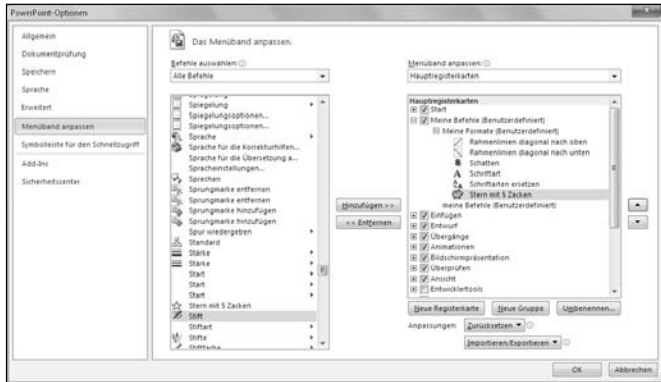 PowerPoint-Optionen
Allgemein
Dokumentprüfung
Speichern
Sprache
Erweitert
Menüband anpassen
Symbolleiste für den Schnellzugriff
Add-Ins
Sicherheitscenter
Das Menüband anpassen.
Befehle auswählen:
Alle Befehle
Spiegelung
Spiegelungsoptionen...
Spiegelungsoptionen...
Sprache
Sprache für die Korrekturhilfen...
Sprache für die Übersetzung a...
Spracheinstellungen...
Sprechen
Sprungmarke entfernen
Sprungmarke entfernen
Sprungmarke hinzufügen
Sprungmarke hinzufügen
Spur wiedergeben
Standard
Stärke
Stärke
Start
Start
Start
Stern mit 5 Zacken
Stift
Stiftart
Stifte
Stiftfarbe
Hinzufügen >>
<< Entfernen
Menüband anpassen:
Hauptregisterkarten
Hauptregisterkarten
Start
Meine Befehle (Benutzerdefiniert)
Meine Formate (Benutzerdefiniert)
Rahmenlinien diagonal nach oben
Rahmenlinien diagonal nach unten
Schatten
Schriftart
Schriftarten ersetzen
Stern mit 5 Zacken
meine Befehle (Benutzerdefiniert)
Einfügen
Entwurf
Übergänge
Animationen
Bildschirmpräsentation
Überprüfen
Ansicht
Entwicklertools
Neue Registerkarte
Neue Gruppe
Umbenennen...
Anpassungen:
Zurücksetzen
Importieren/Exportieren
OK
Abbrechen